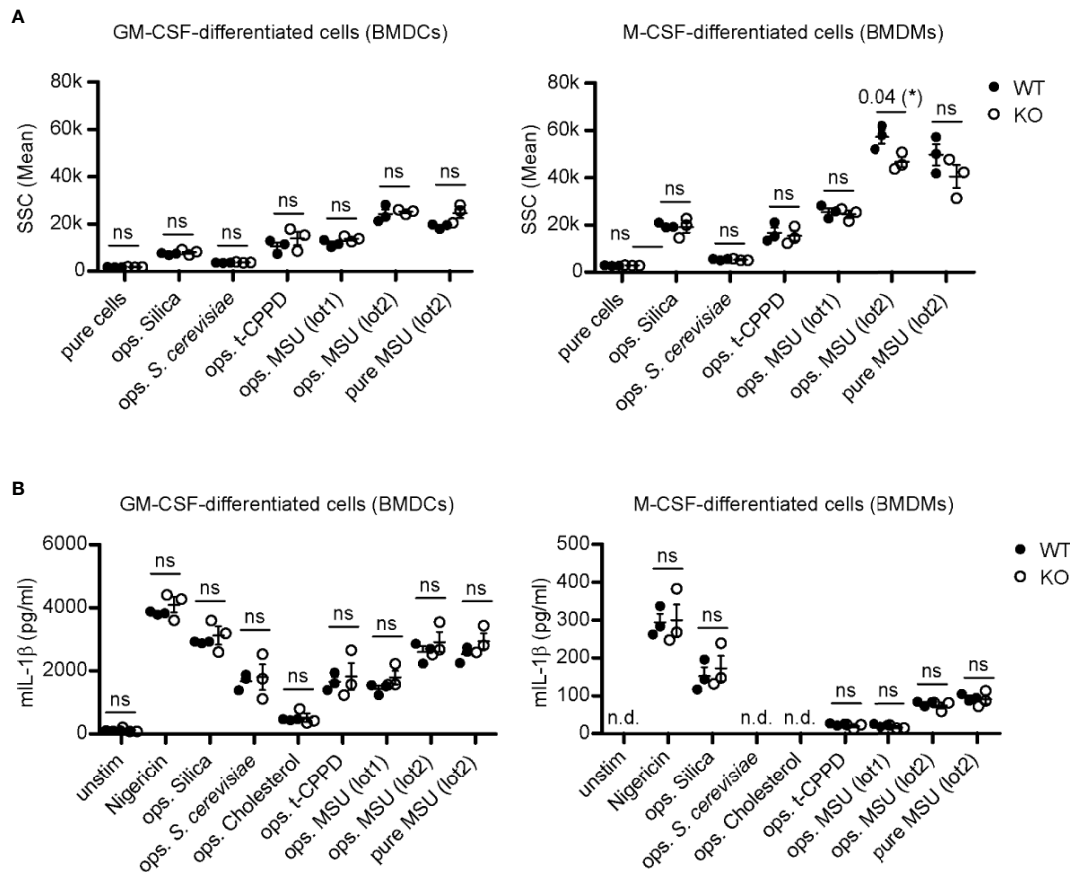 A
GM-CSF-differentiated cells (BMDCs)
SSC (Mean)
80k
60k
40k
20k
0
ns
ns
ns
ns
ns
ns
ns
pure cells
ops. Silica
ops. S. cerevisiae
ops. t-CPPD
ops. MSU (lot1)
ops. MSU (lot2)
pure MSU (lot2)
M-CSF-differentiated cells (BMDMs)
SSC (Mean)
80k
60k
40k
20k
0
ns
ns
ns
ns
ns
0.04 (*)
ns
pure cells
ops. Silica
ops. S. cerevisiae
ops. t-CPPD
ops. MSU (lot1)
ops. MSU (lot2)
pure MSU (lot2)
WT
KO
B
GM-CSF-differentiated cells (BMDCs)
mIL-1β (pg/ml)
6000
4000
2000
0
ns
ns
ns
ns
ns
ns
ns
ns
ns
unstim
Nigericin
ops. Silica
ops. S. cerevisiae
ops. Cholesterol
ops. t-CPPD
ops. MSU (lot1)
ops. MSU (lot2)
pure MSU (lot2)
M-CSF-differentiated cells (BMDMs)
mIL-1β (pg/ml)
500
400
300
200
100
0
n.d.
ns
ns
n.d.
n.d.
ns
ns
ns
ns
unstim
Nigericin
ops. Silica
ops. S. cerevisiae
ops. Cholesterol
ops. t-CPPD
ops. MSU (lot1)
ops. MSU (lot2)
pure MSU (lot2)
WT
KO